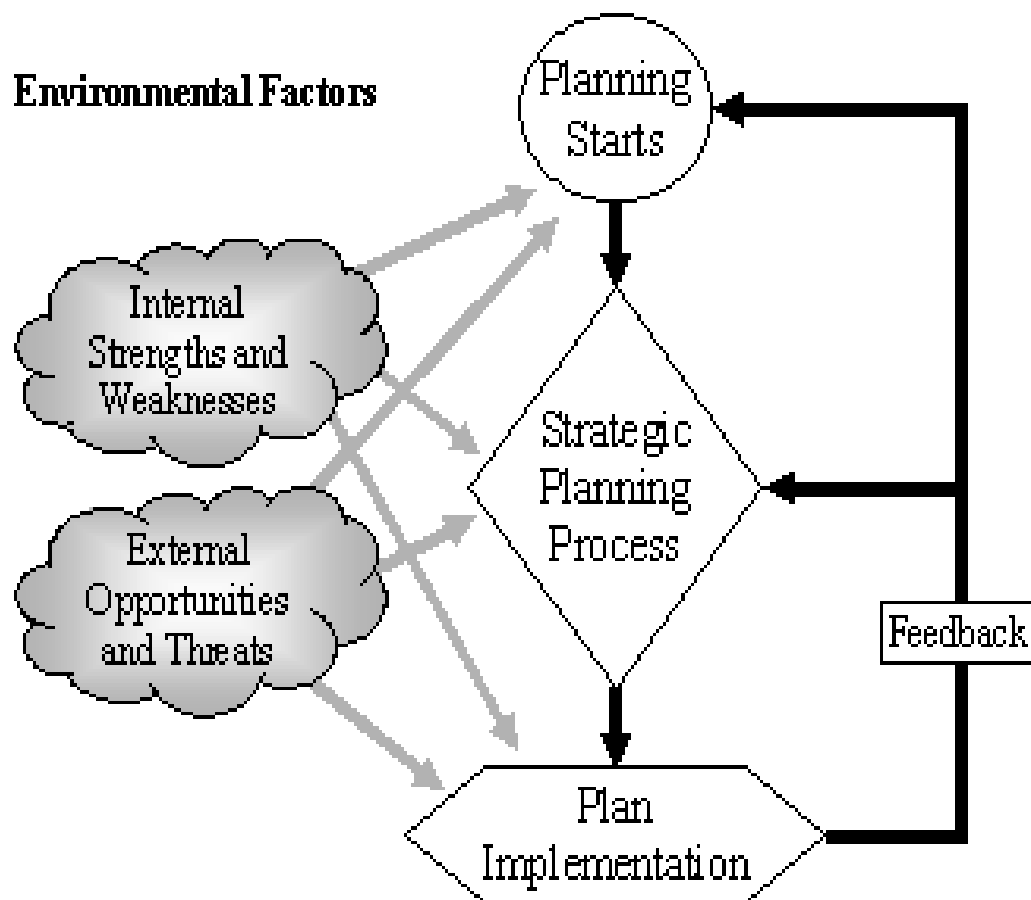 Environmental Factors
Planning
Starts
Internal
Strengths and
Weaknesses
Strategic
Planning
Process
External
Opportunities
and Threats
Feedback
Plan
Implementation